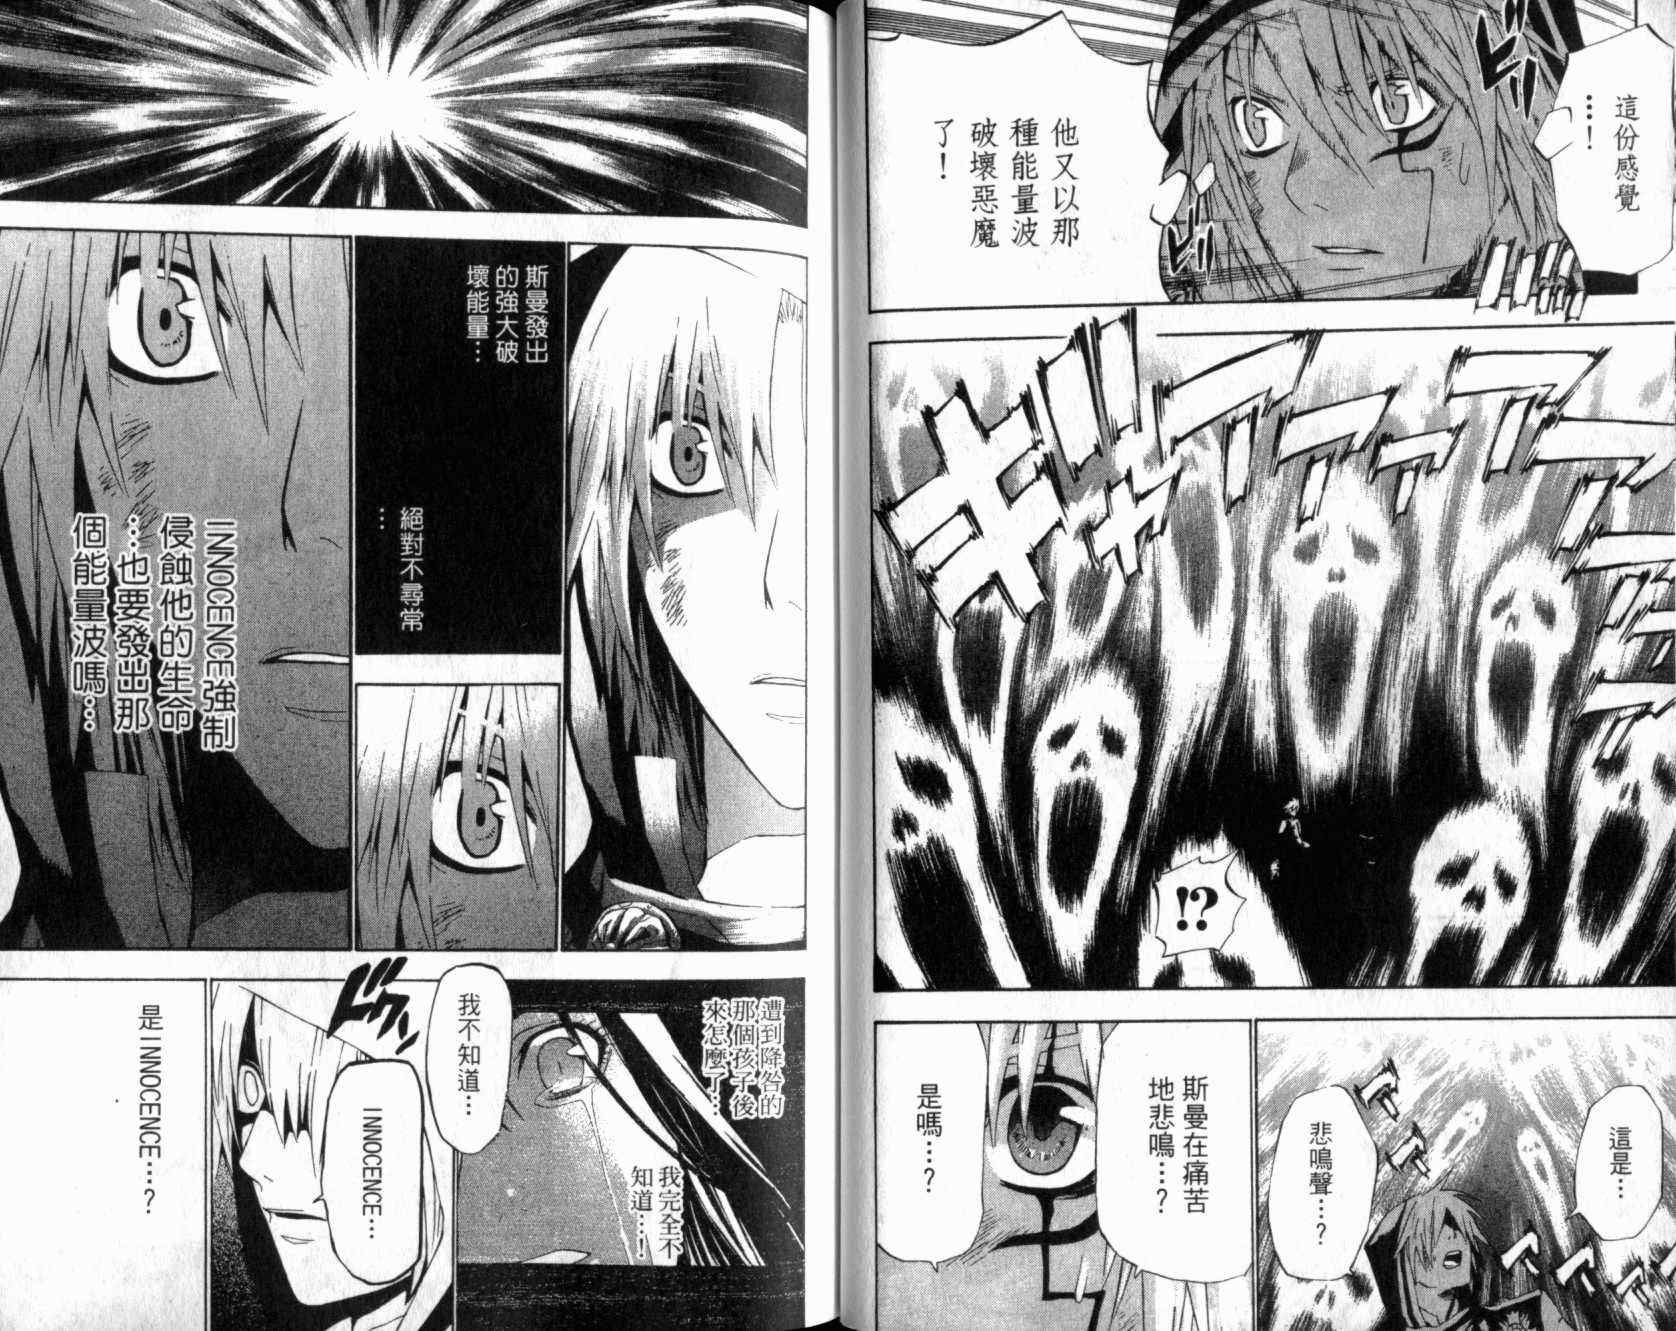 這份感覺
…！
他又以那
種能量波
破壞惡魔
了！
!?
這是…
悲鳴聲…？
斯曼在痛苦
地悲鳴…？
是嗎…？
斯曼發出
的強大破
壞能量…
絕對不尋常
…
INNOCENCE強制
侵蝕他的生命
…也要發出那
個能量波嗎…
遭到降咎的
那個孩子後
來怎麼了…
我完全不
知道…！
我不知道…
INNOCENCE…
是INNOCENCE…？